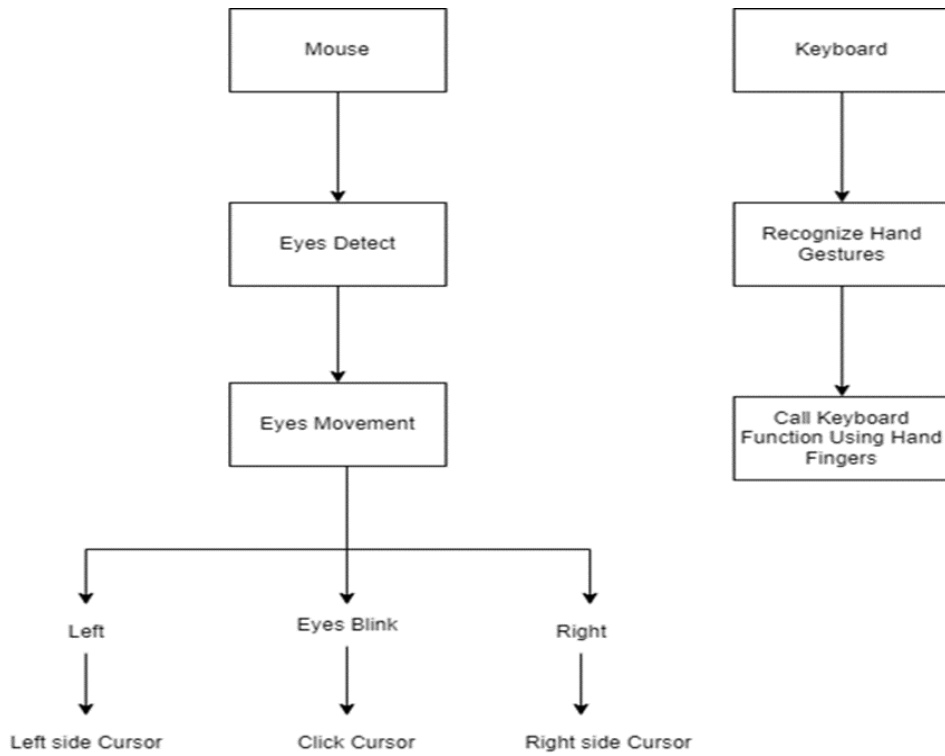 Mouse
Keyboard
Eyes Detect
Recognize Hand
Gestures
Eyes Movement
Call Keyboard
Function Using Hand
Fingers
Left
Eyes Blink
Right
Left side Cursor
Click Cursor
Right side Cursor